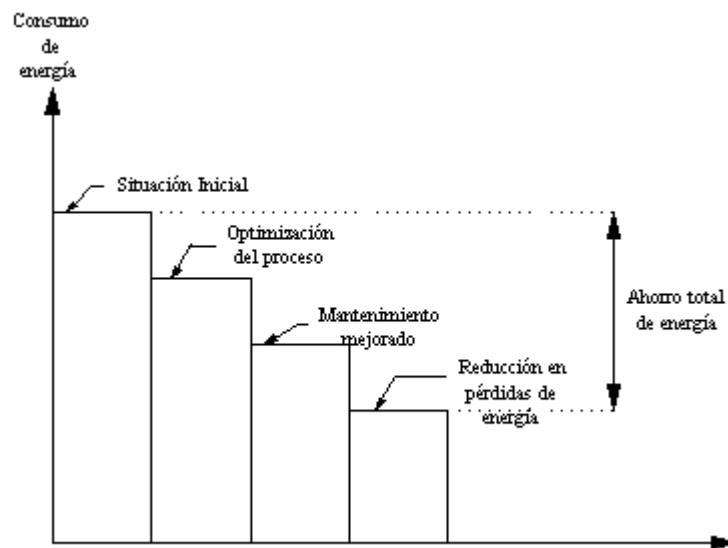 Consumo
de
energía
Situación Inicial
Optimización
del proceso
Mantenimiento
mejorado
Reducción en
pérdidas de
energía
Ahorro total
de energía